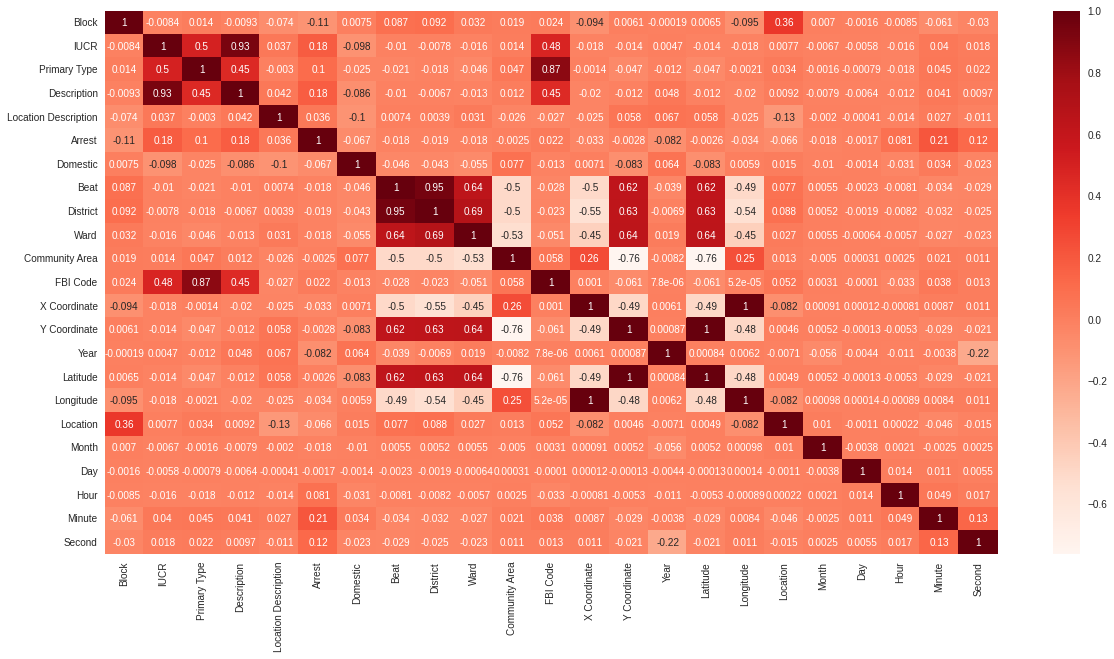 Block 1 -0.0084 0.014 -0.0093 -0.074 -0.11 0.0075 0.087 0.092 0.032 0.019 0.024 -0.094 0.0061 -0.00019 0.0065 -0.095 0.36 0.007 -0.0016 -0.0085 -0.061 -0.03
IUCR -0.0084 1 0.5 0.93 0.037 0.18 -0.098 -0.01 -0.0078 -0.016 0.014 0.48 -0.018 -0.014 0.0047 -0.014 -0.018 0.0077 -0.0067 -0.0058 -0.016 0.04 0.018
Primary Type 0.014 0.5 1 0.45 -0.003 0.1 -0.025 -0.021 -0.018 -0.046 0.047 0.87 -0.0014 -0.047 -0.012 -0.047 -0.0021 0.034 -0.0016 -0.00079 -0.018 0.045 0.022
Description -0.0093 0.93 0.45 1 0.042 0.18 -0.086 -0.01 -0.0067 -0.013 0.012 0.45 -0.02 -0.012 0.048 -0.012 -0.02 0.0092 -0.0079 -0.0064 -0.012 0.041 0.0097
Location Description -0.074 0.037 -0.003 0.042 1 0.036 -0.1 0.0074 0.0039 0.031 -0.026 -0.027 -0.025 0.058 0.067 0.058 -0.025 -0.13 -0.002 -0.00041 -0.014 0.027 -0.011
Arrest -0.11 0.18 0.1 0.18 0.036 1 -0.067 -0.018 -0.019 -0.018 -0.0025 0.022 -0.033 -0.0028 -0.082 -0.0026 -0.034 -0.066 -0.018 -0.0017 0.081 0.21 0.12
Domestic 0.0075 -0.098 -0.025 -0.086 -0.1 -0.067 1 -0.046 -0.043 -0.055 0.077 -0.013 0.0071 -0.083 0.064 -0.083 0.0059 0.015 -0.01 -0.0014 -0.031 0.034 -0.023
Beat 0.087 -0.01 -0.021 -0.01 0.0074 -0.018 -0.046 1 0.95 0.64 -0.5 -0.028 -0.5 0.62 -0.039 0.62 -0.49 0.077 0.0055 -0.0023 -0.0081 -0.034 -0.029
District 0.092 -0.0078 -0.018 -0.0067 0.0039 -0.019 -0.043 0.95 1 0.69 -0.5 -0.023 -0.55 0.63 -0.0069 0.63 -0.54 0.088 0.0052 -0.0019 -0.0082 -0.032 -0.025
Ward 0.032 -0.016 -0.046 -0.013 0.031 -0.018 -0.055 0.64 0.69 1 -0.53 -0.051 -0.45 0.64 0.019 0.64 -0.45 0.027 0.0055 -0.00064 -0.0057 -0.027 -0.023
Community Area 0.019 0.014 0.047 0.012 -0.026 -0.0025 0.077 -0.5 -0.5 -0.53 1 0.058 0.26 -0.76 -0.0082 -0.76 0.25 0.013 -0.005 0.00031 0.0025 0.021 0.011
FBI Code 0.024 0.48 0.87 0.45 -0.027 0.022 -0.013 -0.028 -0.023 -0.051 0.058 1 0.001 -0.061 7.8e-06 -0.061 5.2e-05 0.052 0.0031 -0.0001 -0.033 0.038 0.013
X Coordinate -0.094 -0.018 -0.0014 -0.02 -0.025 -0.033 0.0071 -0.5 -0.55 -0.45 0.26 0.001 1 -0.49 0.0061 -0.49 1 -0.082 0.00091 0.00012 -0.00081 0.0087 0.011
Y Coordinate 0.0061 -0.014 -0.047 -0.012 0.058 -0.0028 -0.083 0.62 0.63 0.64 -0.76 -0.061 -0.49 1 0.00087 1 -0.48 0.0046 0.0052 -0.00013 -0.0053 -0.029 -0.021
Year -0.00019 0.0047 -0.012 0.048 0.067 -0.082 0.064 -0.039 -0.0069 0.019 -0.0082 7.8e-06 0.0061 0.00087 1 0.00084 0.0062 -0.0071 -0.056 -0.0044 -0.011 -0.0038 -0.22
Latitude 0.0065 -0.014 -0.047 -0.012 0.058 -0.0026 -0.083 0.62 0.63 0.64 -0.76 -0.061 -0.49 1 0.00084 1 -0.48 0.0049 0.0052 -0.00013 -0.0053 -0.029 -0.021
Longitude -0.095 -0.018 -0.0021 -0.02 -0.025 -0.034 0.0059 -0.49 -0.54 -0.45 0.25 5.2e-05 1 -0.48 0.0062 -0.48 1 -0.082 0.00098 0.00014 -0.00089 0.0084 0.011
Location 0.36 0.0077 0.034 0.0092 -0.13 -0.066 0.015 0.077 0.088 0.027 0.013 0.052 -0.082 0.0046 -0.0071 0.0049 -0.082 1 0.01 -0.0011 0.00022 -0.046 -0.015
Month 0.007 -0.0067 -0.0016 -0.0079 -0.002 -0.018 -0.01 0.0055 0.0052 0.0055 -0.005 0.0031 0.00091 0.0052 -0.056 0.0052 0.00098 0.01 1 -0.0038 0.0021 -0.0025 0.0025
Day -0.0016 -0.0058 -0.00079 -0.0064 -0.00041 -0.0017 -0.0014 -0.0023 -0.0019 -0.00064 0.00031 -0.0001 0.00012 -0.00013 -0.0044 -0.00013 0.00014 -0.0011 -0.0038 1 0.014 0.011 0.0055
Hour -0.0085 -0.016 -0.018 -0.012 -0.014 0.081 -0.031 -0.0081 -0.0082 -0.0057 0.0025 -0.033 -0.00081 -0.0053 -0.011 -0.0053 -0.00089 0.00022 0.0021 0.014 1 0.049 0.017
Minute -0.061 0.04 0.045 0.041 0.027 0.21 0.034 -0.034 -0.032 -0.027 0.021 0.038 0.0087 -0.029 -0.0038 -0.029 0.0084 -0.046 -0.0025 0.011 0.049 1 0.13
Second -0.03 0.018 0.022 0.0097 -0.011 0.12 -0.023 -0.029 -0.025 -0.023 0.011 0.013 0.011 -0.021 -0.22 -0.021 0.011 -0.015 0.0025 0.0055 0.017 0.13 1
Block
IUCR
Primary Type
Description
Location Description
Arrest
Domestic
Beat
District
Ward
Community Area
FBI Code
X Coordinate
Y Coordinate
Year
Latitude
Longitude
Location
Month
Day
Hour
Minute
Second
1.0
0.8
0.6
0.4
0.2
0.0
−0.2
−0.4
−0.6